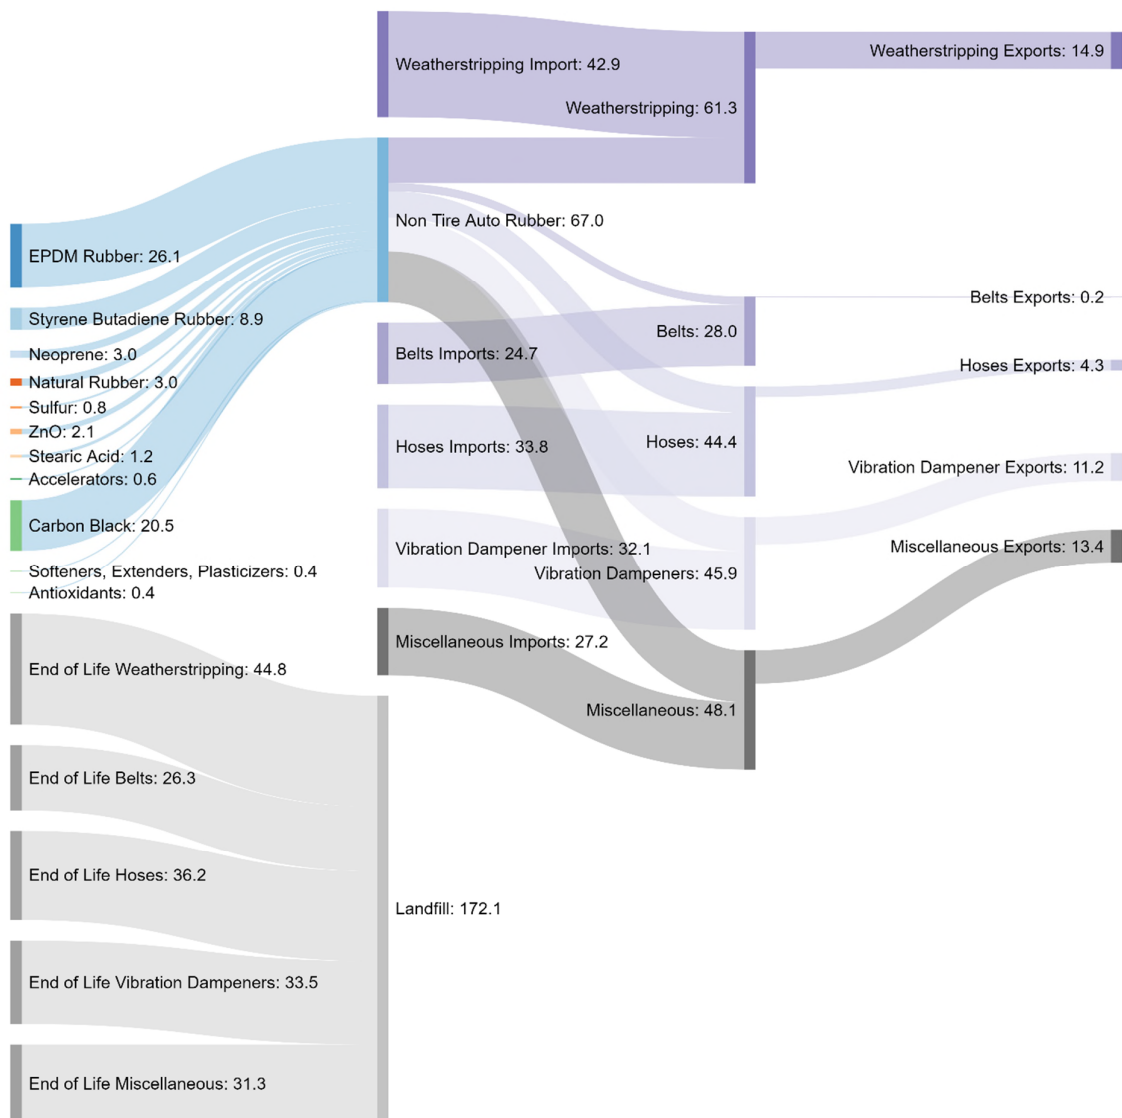 Weatherstripping Import: 42.9
Weatherstripping: 61.3
Weatherstripping Exports: 14.9
EPDM Rubber: 26.1
Styrene Butadiene Rubber: 8.9
Neoprene: 3.0
Natural Rubber: 3.0
Sulfur: 0.8
ZnO: 2.1
Stearic Acid: 1.2
Accelerators: 0.6
Carbon Black: 20.5
Softeners, Extenders, Plasticizers: 0.4
Antioxidants: 0.4
Non Tire Auto Rubber: 67.0
Belts Imports: 24.7
Hoses Imports: 33.8
Vibration Dampener Imports: 32.1
Miscellaneous Imports: 27.2
Belts: 28.0
Hoses: 44.4
Vibration Dampeners: 45.9
Miscellaneous: 48.1
Belts Exports: 0.2
Hoses Exports: 4.3
Vibration Dampener Exports: 11.2
Miscellaneous Exports: 13.4
End of Life Weatherstripping: 44.8
End of Life Belts: 26.3
End of Life Hoses: 36.2
End of Life Vibration Dampeners: 33.5
End of Life Miscellaneous: 31.3
Landfill: 172.1